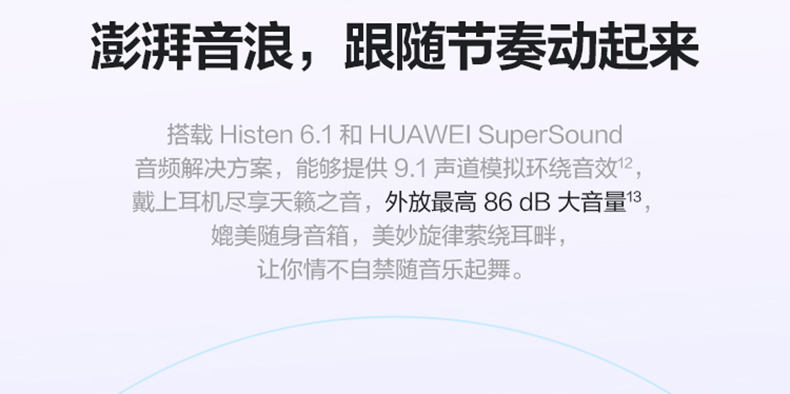 澎湃音浪，跟随节奏动起来
搭载 Histen 6.1 和 HUAWEI SuperSound
音频解决方案，能够提供 9.1 声道模拟环绕音效¹²，
戴上耳机尽享天籁之音，外放最高 86 dB 大音量¹³，
媲美随身音箱，美妙旋律萦绕耳畔，
让你情不自禁随音乐起舞。